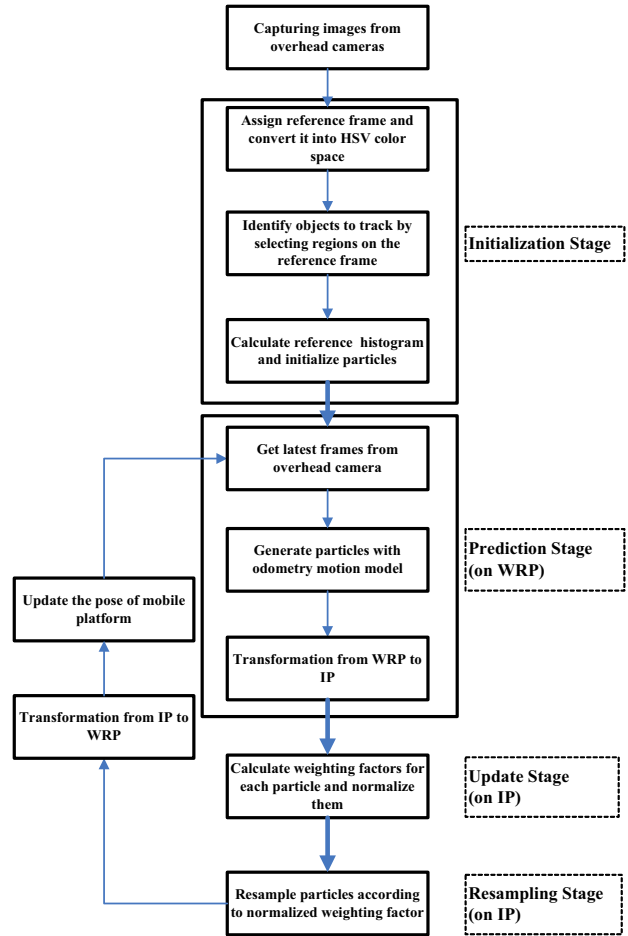 Capturing images from
overhead cameras
Assign reference frame and
convert it into HSV color
space
Identify objects to track by
selecting regions on the
reference frame
Initialization Stage
Calculate reference histogram
and initialize particles
Get latest frames from
overhead camera
Generate particles with
odometry motion model
Prediction Stage
(on WRP)
Update the pose of mobile
platform
Transformation from WRP to
IP
Transformation from IP to
WRP
Calculate weighting factors for
each particle and normalize
them
Update Stage
(on IP)
Resample particles according
to normalized weighting factor
Resampling Stage
(on IP)